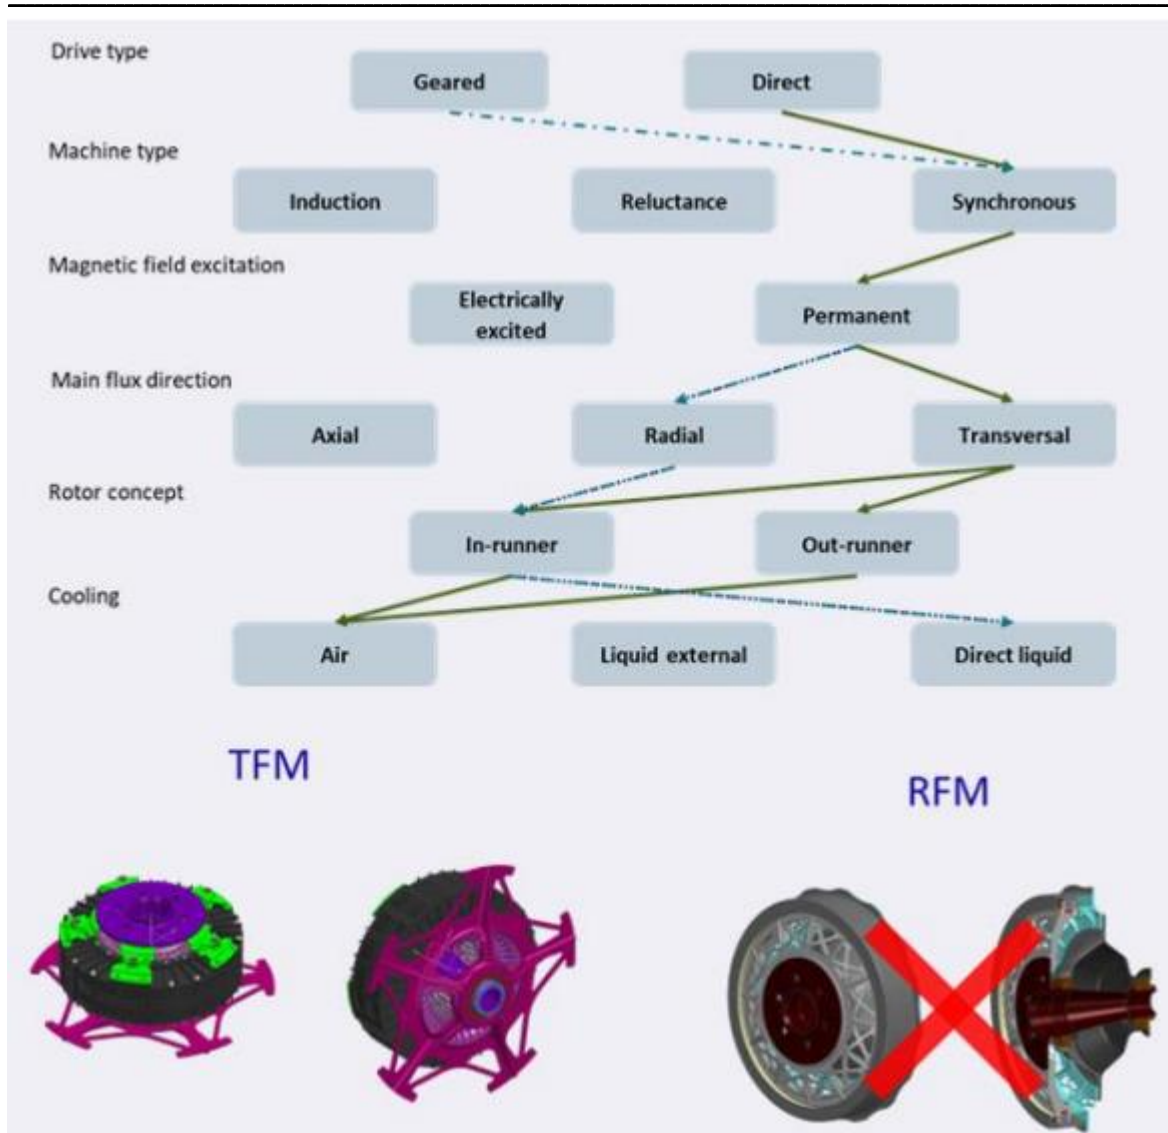 Drive type
Geared Direct
Machine type
Induction Reluctance Synchronous
Magnetic field excitation
Electrically
excited
Permanent
Main flux direction
Axial Radial Transversal
Rotor concept
In-runner Out-runner
Cooling
Air Liquid external Direct liquid
TFM
RFM